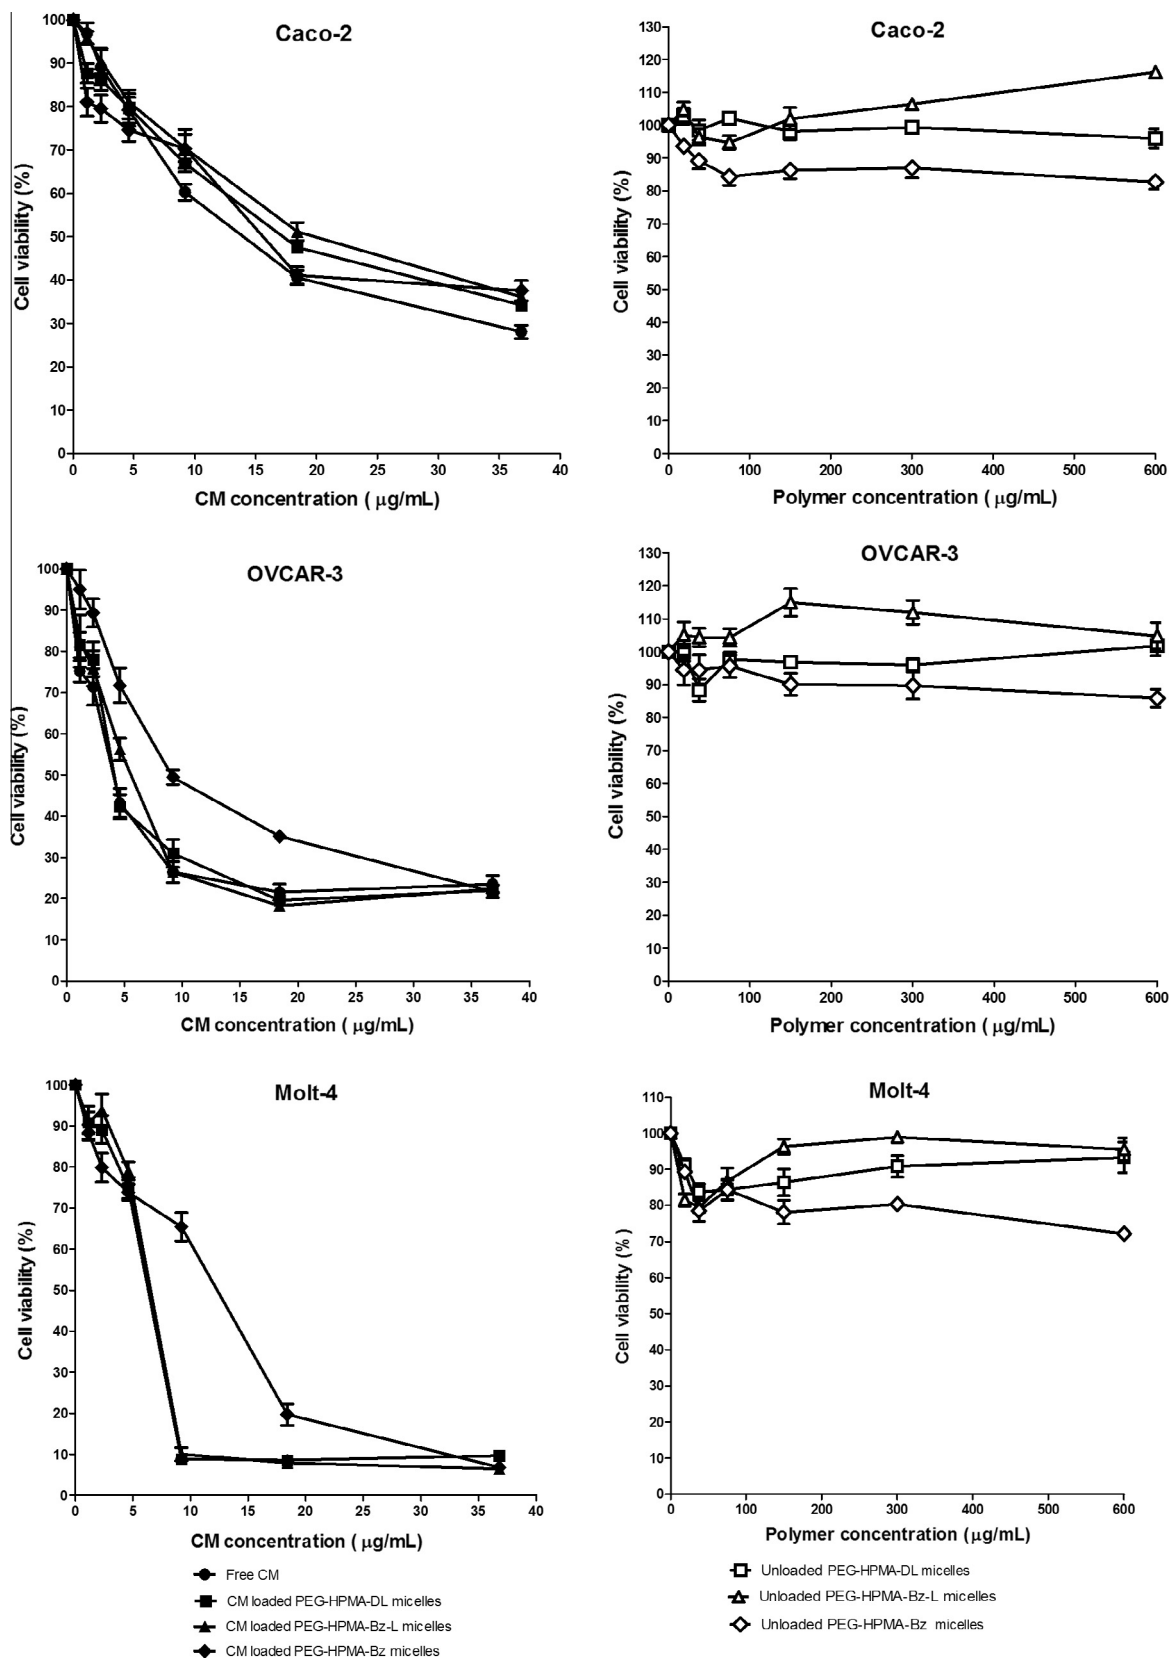 Caco-2
100
90
80
70
60
50
40
30
20
10
0
Cell viability (%)
0 5 10 15 20 25 30 35 40
CM concentration ( μg/mL)
Caco-2
130
120
110
100
90
80
70
60
50
40
30
20
10
0
Cell viability (%)
0 100 200 300 400 500 600
Polymer concentration ( μg/mL)
OVCAR-3
100
90
80
70
60
50
40
30
20
10
0
Cell viability (%)
0 5 10 15 20 25 30 35 40
CM concentration ( μg/mL)
OVCAR-3
130
120
110
100
90
80
70
60
50
40
30
20
10
0
Cell viability (%)
0 100 200 300 400 500 600
Polymer concentration ( μg/mL)
Molt-4
100
90
80
70
60
50
40
30
20
10
0
Cell viability (%)
0 5 10 15 20 25 30 35 40
CM concentration ( μg/mL)
Molt-4
110
100
90
80
70
60
50
40
30
20
10
0
Cell viability (%)
0 100 200 300 400 500 600
Polymer concentration ( μg/mL)
Free CM
CM loaded PEG-HPMA-DL micelles
CM loaded PEG-HPMA-Bz-L micelles
CM loaded PEG-HPMA-Bz micelles
Unloaded PEG-HPMA-DL micelles
Unloaded PEG-HPMA-Bz-L micelles
Unloaded PEG-HPMA-Bz micelles